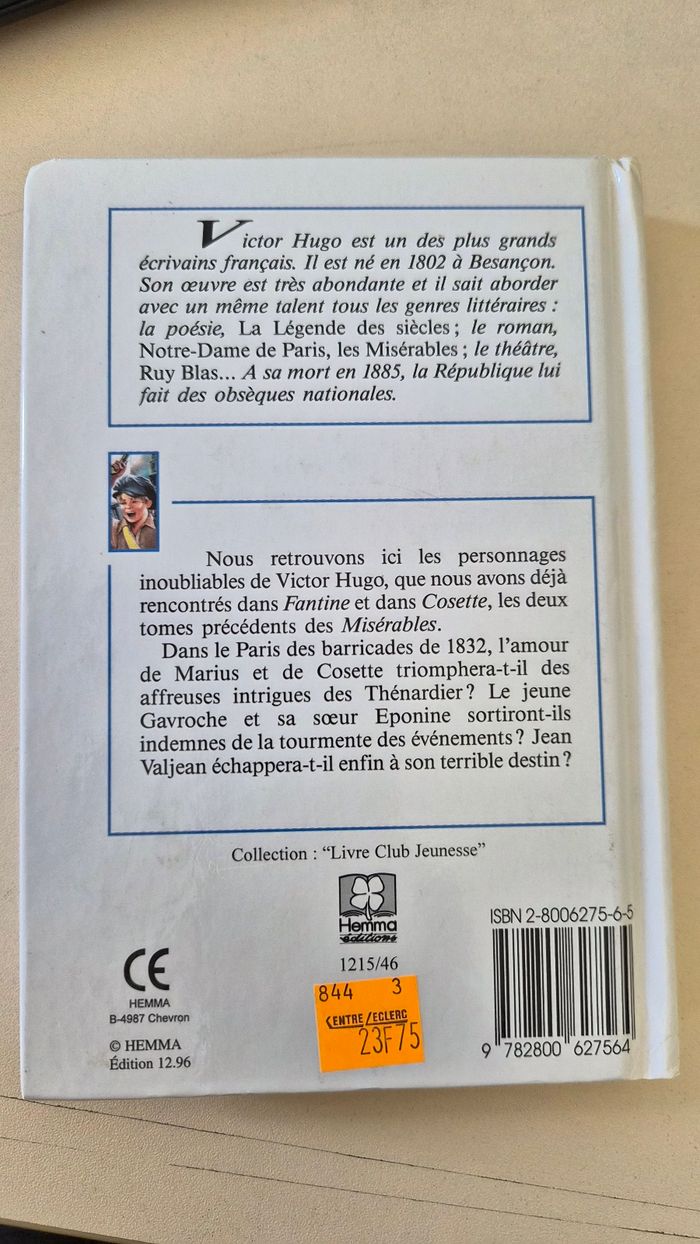 Victor Hugo est un des plus grands
écrivains français. Il est né en 1802 à Besançon.
Son œuvre est très abondante et il sait aborder
avec un même talent tous les genres littéraires :
la poésie, La Légende des siècles ; le roman,
Notre-Dame de Paris, les Misérables ; le théâtre,
Ruy Blas... A sa mort en 1885, la République lui
fait des obsèques nationales.
Nous retrouvons ici les personnages
inoubliables de Victor Hugo, que nous avons déjà
rencontrés dans Fantine et dans Cosette, les deux
tomes précédents des Misérables.
Dans le Paris des barricades de 1832, l'amour
de Marius et de Cosette triomphera-t-il des
affreuses intrigues des Thénardier ? Le jeune
Gavroche et sa sœur Eponine sortiront-ils
indemnes de la tourmente des événements ? Jean
Valjean échappera-t-il enfin à son terrible destin ?
Collection : “Livre Club Jeunesse”
Hemma
éditions
1215/46
CE
HEMMA
B-4987 Chevron
© HEMMA
Édition 12.96
844 3
CENTRE/ECLERC
23F75
ISBN 2-8006275-6-5
9 782800 627564